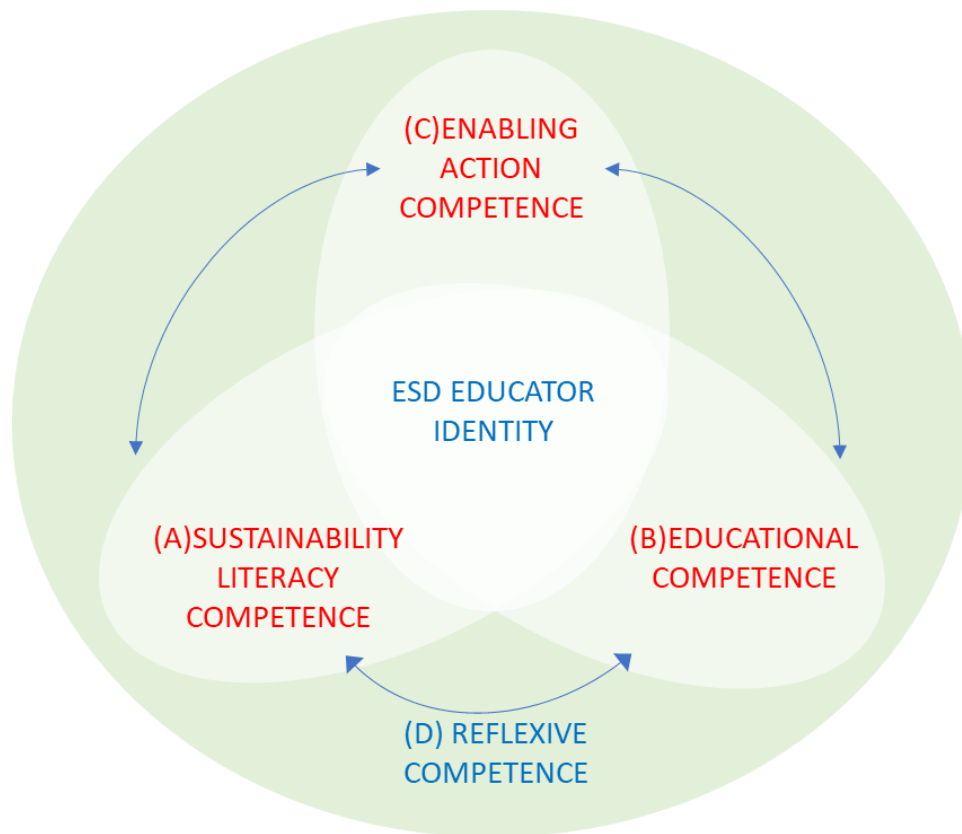 (C)ENABLING
ACTION
COMPETENCE
ESD EDUCATOR
IDENTITY
(A)SUSTAINABILITY
LITERACY
COMPETENCE
(B)EDUCATIONAL
COMPETENCE
(D) REFLEXIVE
COMPETENCE